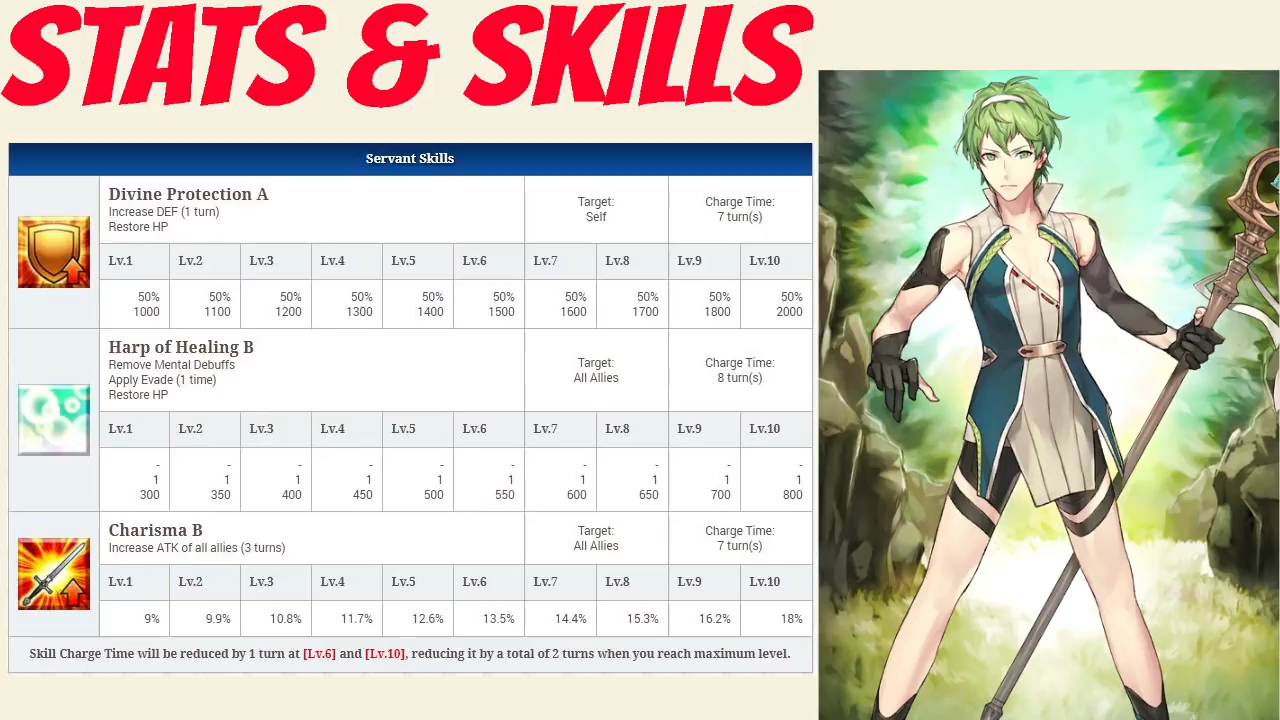 STATS & SKILLS
Servant Skills
Divine Protection A
Increase DEF (1 turn)
Restore HP
Target:
Self
Charge Time:
7 turn(s)
Lv.1 Lv.2 Lv.3 Lv.4 Lv.5 Lv.6 Lv.7 Lv.8 Lv.9 Lv.10
50% 50% 50% 50% 50% 50% 50% 50% 50% 50%
1000 1100 1200 1300 1400 1500 1600 1700 1800 2000
Harp of Healing B
Remove Mental Debuffs
Apply Evade (1 time)
Restore HP
Target:
All Allies
Charge Time:
8 turn(s)
Lv.1 Lv.2 Lv.3 Lv.4 Lv.5 Lv.6 Lv.7 Lv.8 Lv.9 Lv.10
- - - - - - - - - -
1 1 1 1 1 1 1 1 1 1
300 350 400 450 500 550 600 650 700 800
Charisma B
Increase ATK of all allies (3 turns)
Target:
All Allies
Charge Time:
7 turn(s)
Lv.1 Lv.2 Lv.3 Lv.4 Lv.5 Lv.6 Lv.7 Lv.8 Lv.9 Lv.10
9% 9.9% 10.8% 11.7% 12.6% 13.5% 14.4% 15.3% 16.2% 18%
Skill Charge Time will be reduced by 1 turn at [Lv.6] and [Lv.10], reducing it by a total of 2 turns when you reach maximum level.